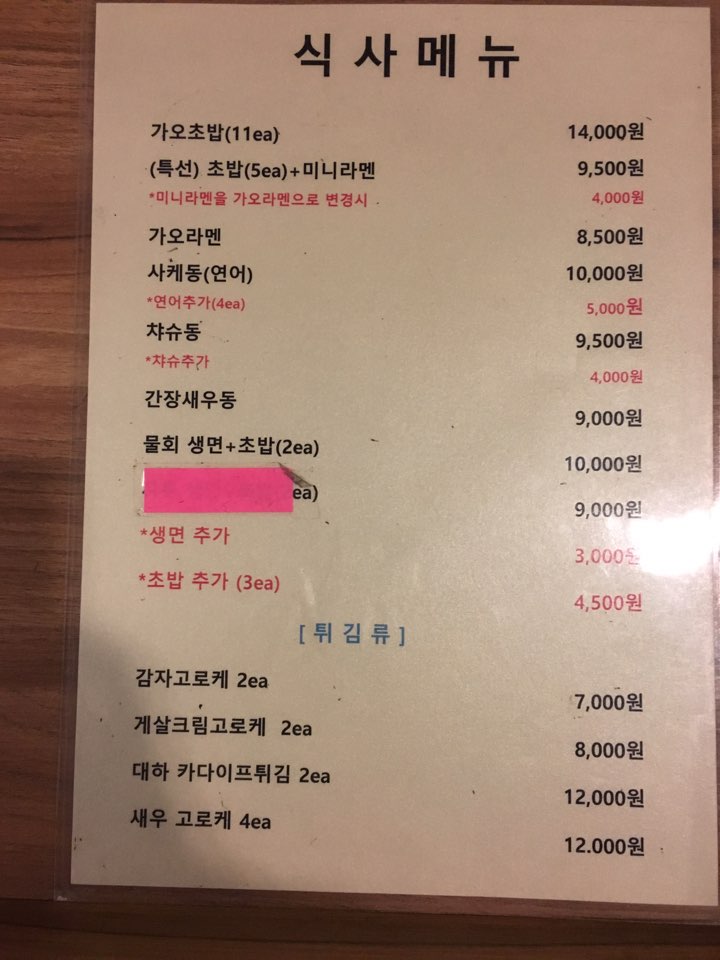 식사메뉴
가오초밥(11ea) 14,000원
(특선) 초밥(5ea)+미니라멘 9,500원
*미니라멘을 가오라멘으로 변경시 4,000원
가오라멘 8,500원
사케동(연어) 10,000원
*연어추가(4ea) 5,000원
챠슈동 9,500원
*챠슈추가 4,000원
간장새우동 9,000원
물회 생면+초밥(2ea) 10,000원
ea) 9,000원
*생면 추가 3,000원
*초밥 추가 (3ea) 4,500원
[튀김류]
감자고로케 2ea 7,000원
게살크림고로케 2ea 8,000원
대하 카다이프튀김 2ea 12,000원
새우 고로케 4ea 12.000원